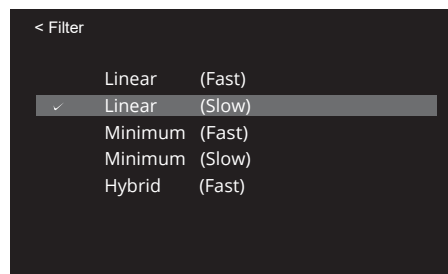 < Filter
Linear (Fast)
✓ Linear (Slow)
Minimum (Fast)
Minimum (Slow)
Hybrid (Fast)